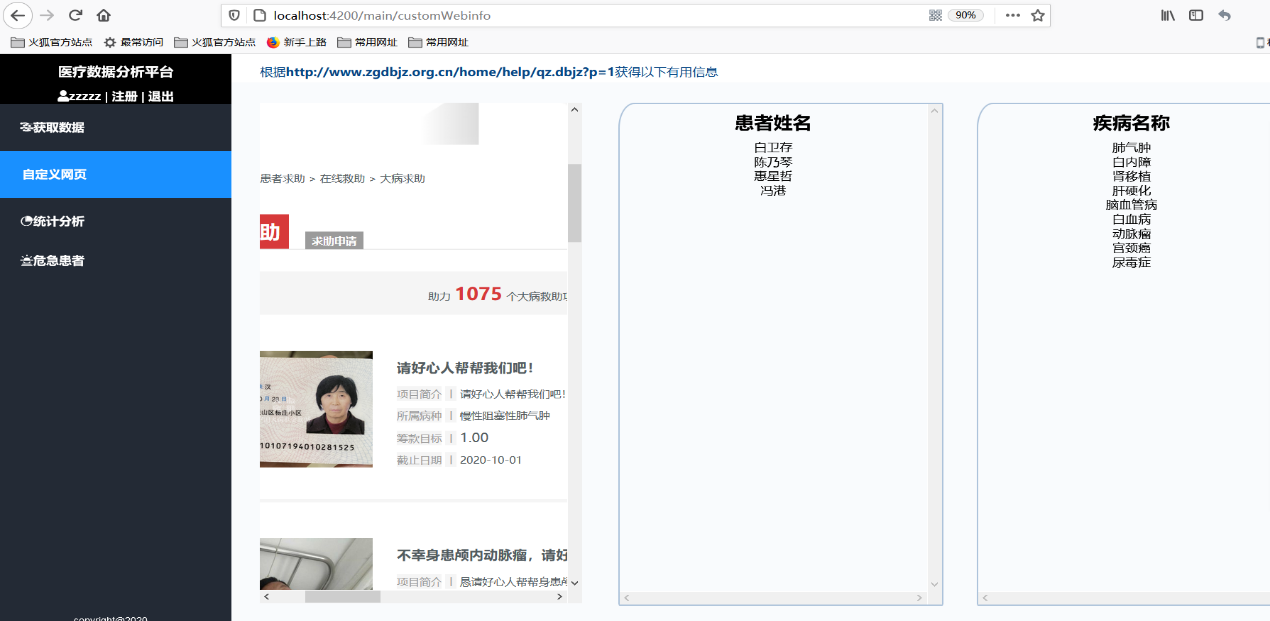 localhost:4200/main/customWebinfo
90%
火狐官方站点 最常访问 火狐官方站点 新手上路 常用网址 常用网址
医疗数据分析平台
zzzzz | 注册 | 退出
获取数据
自定义网页
统计分析
危急患者
copyright@2020
根据http://www.zgdbjz.org.cn/home/help/qz.dbjz?p=1获得以下有用信息
患者求助 > 在线救助 > 大病求助
助 求助申请
助力 1075 个大病救助
山区杨庄小区
10107194010281525
请好心人帮帮我们吧!
项目简介 | 请好心人帮帮我们吧!
所属病种 | 慢性阻塞性肺气肿
筹款目标 | 1.00
截止日期 | 2020-10-01
不幸身患颅内动脉瘤，请好
项目简介 | 恳请好心人帮帮身患
患者姓名
白卫存
陈乃琴
惠星哲
冯港
疾病名称
肺气肿
白内障
肾移植
肝硬化
脑血管病
白血病
动脉瘤
宫颈癌
尿毒症